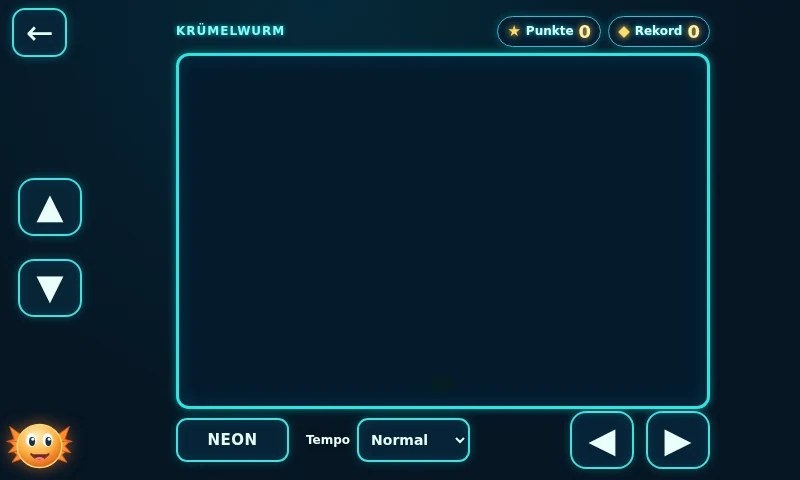 KRÜMELWURM
★ Punkte 0
◆ Rekord 0
NEON
Tempo
Normal